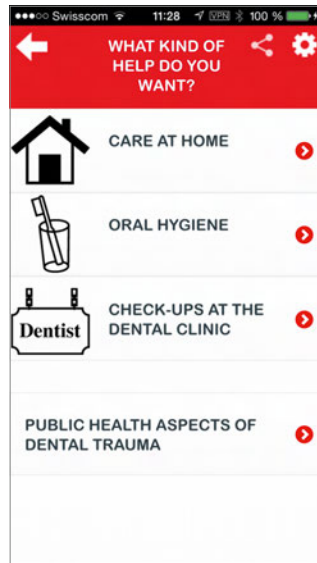 ●●●○○ Swisscom 11:28 VPN 100 %
WHAT KIND OF
HELP DO YOU
WANT?
CARE AT HOME
ORAL HYGIENE
Dentist
CHECK-UPS AT THE
DENTAL CLINIC
PUBLIC HEALTH ASPECTS OF
DENTAL TRAUMA